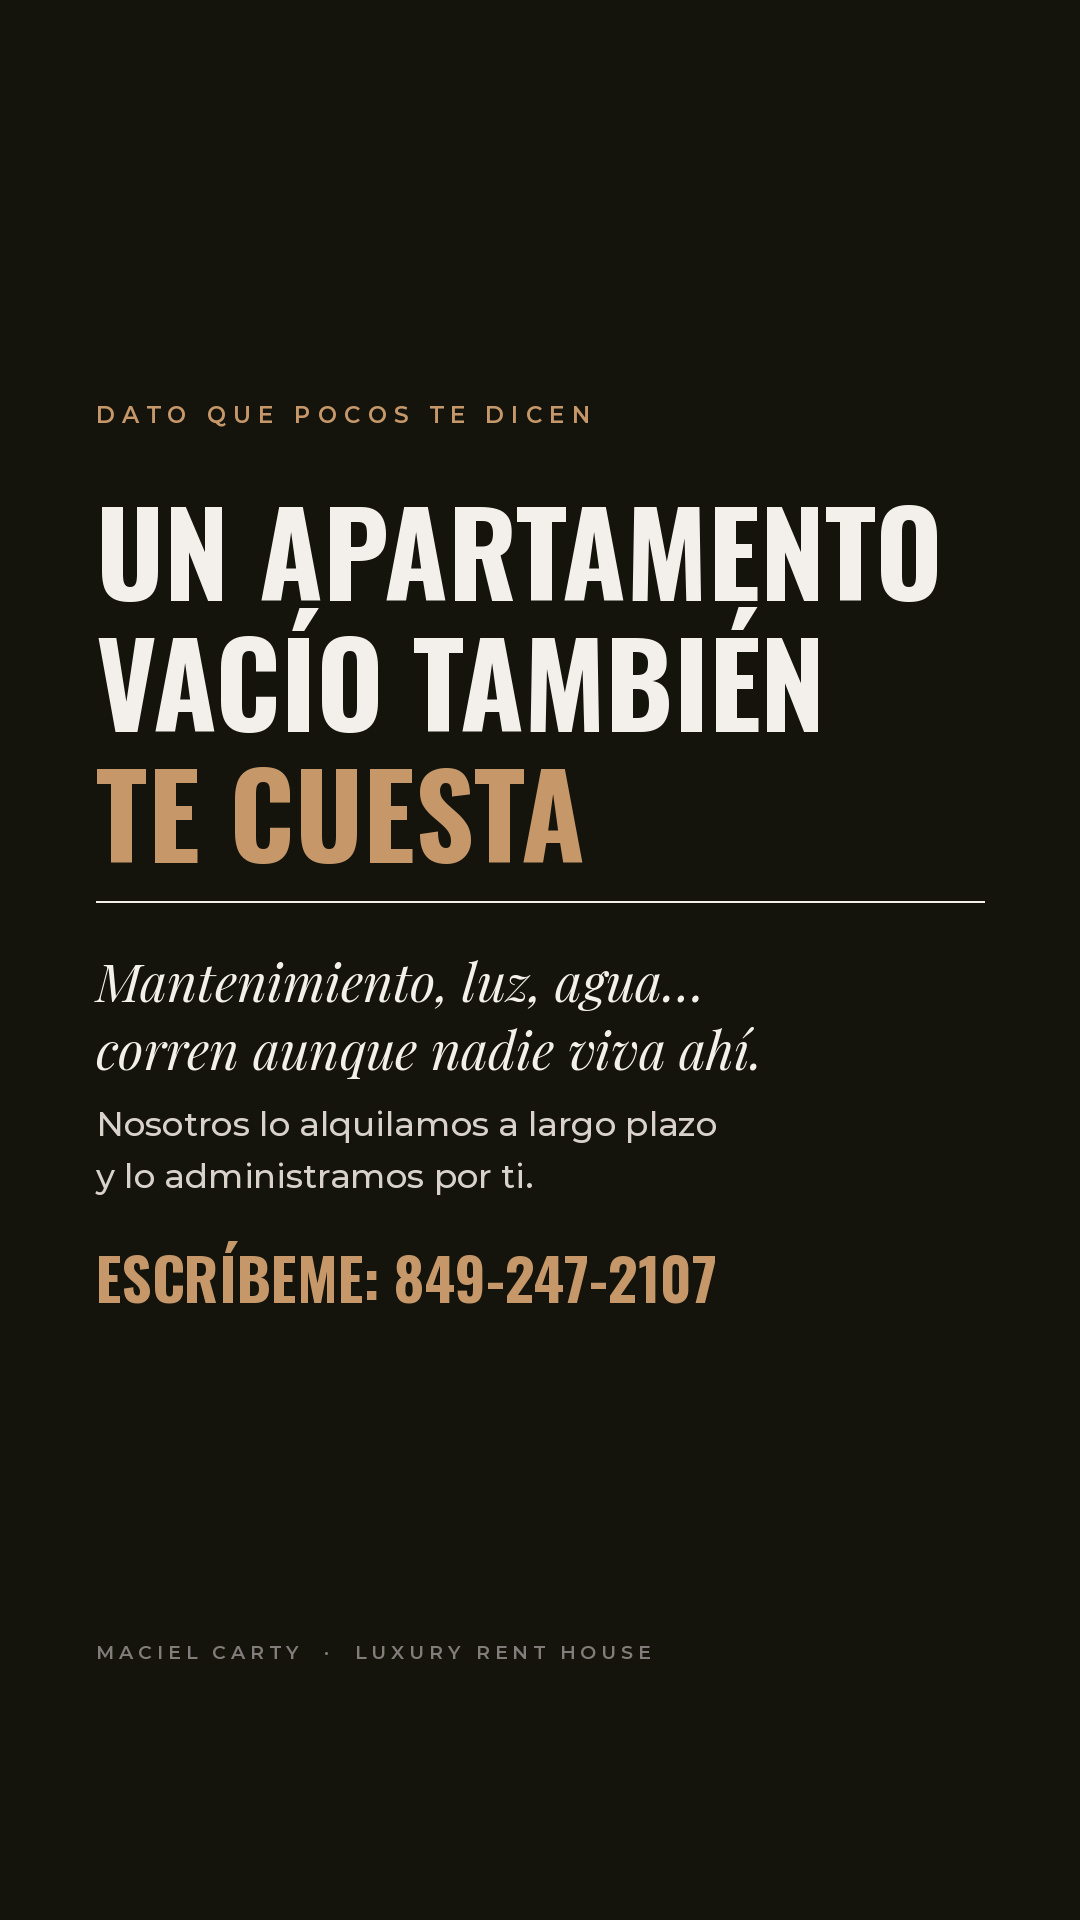 DATO QUE POCOS TE DICEN
UN APARTAMENTO
VACÍO TAMBIÉN
TE CUESTA
Mantenimiento, luz, agua...
corren aunque nadie viva ahí.
Nosotros lo alquilamos a largo plazo
y lo administramos por ti.
ESCRÍBEME: 849-247-2107
MACIEL CARTY · LUXURY RENT HOUSE